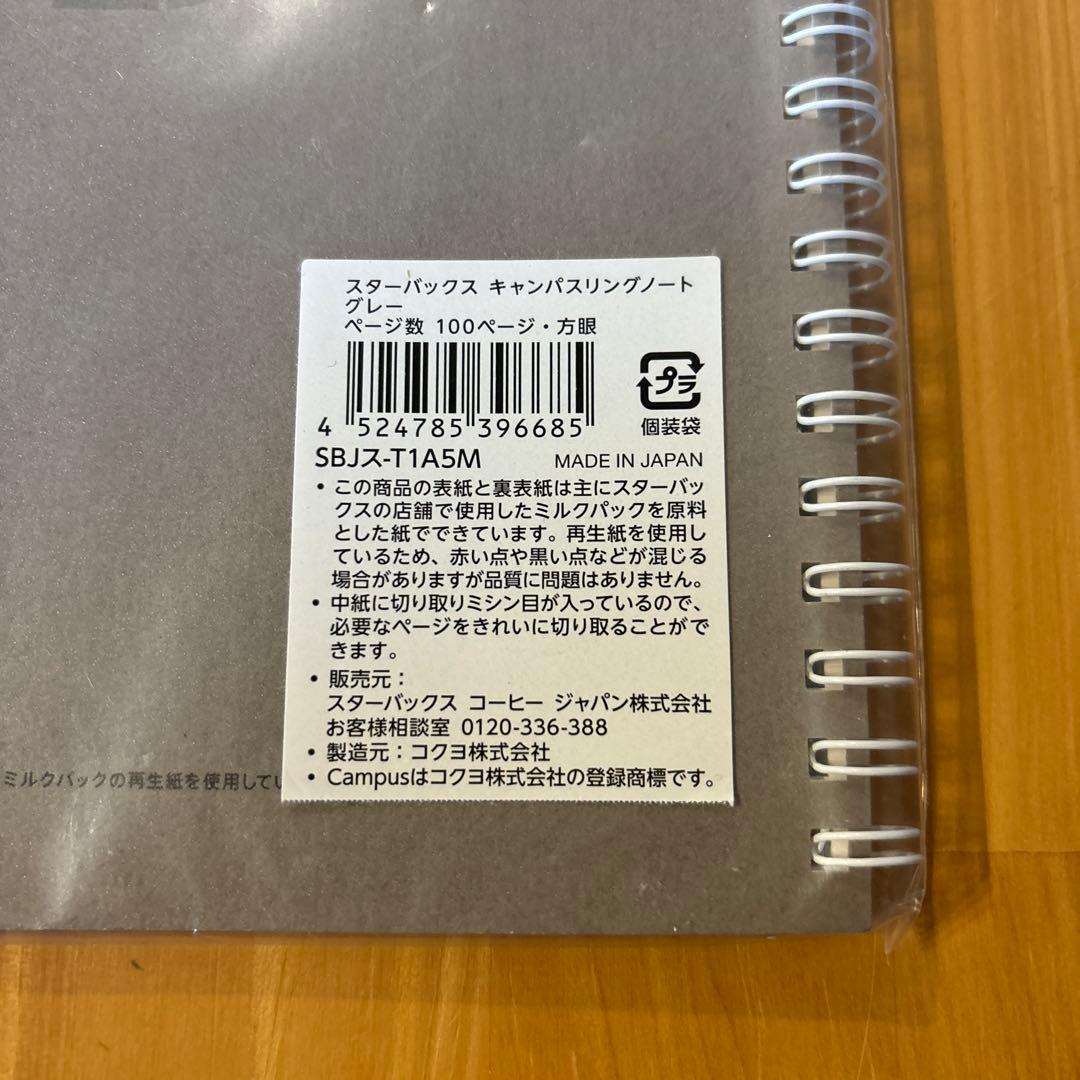 スターバックス キャンパスリングノート
グレー
ページ数 100ページ・方眼
プラ
個装袋
4 524785 396685
SBJス-T1A5M MADE IN JAPAN
• この商品の表紙と裏表紙は主にスターバッ
クスの店舗で使用したミルクパックを原料
とした紙でできています。再生紙を使用し
ているため、赤い点や黒い点などが混じる
場合がありますが品質に問題はありません。
• 中紙に切り取りミシン目が入っているので、
必要なページをきれいに切り取ることがで
きます。
• 販売元：
スターバックス コーヒー ジャパン株式会社
お客様相談室 0120-336-388
• 製造元：コクヨ株式会社
• Campusはコクヨ株式会社の登録商標です。
ミルクパックの再生紙を使用してい